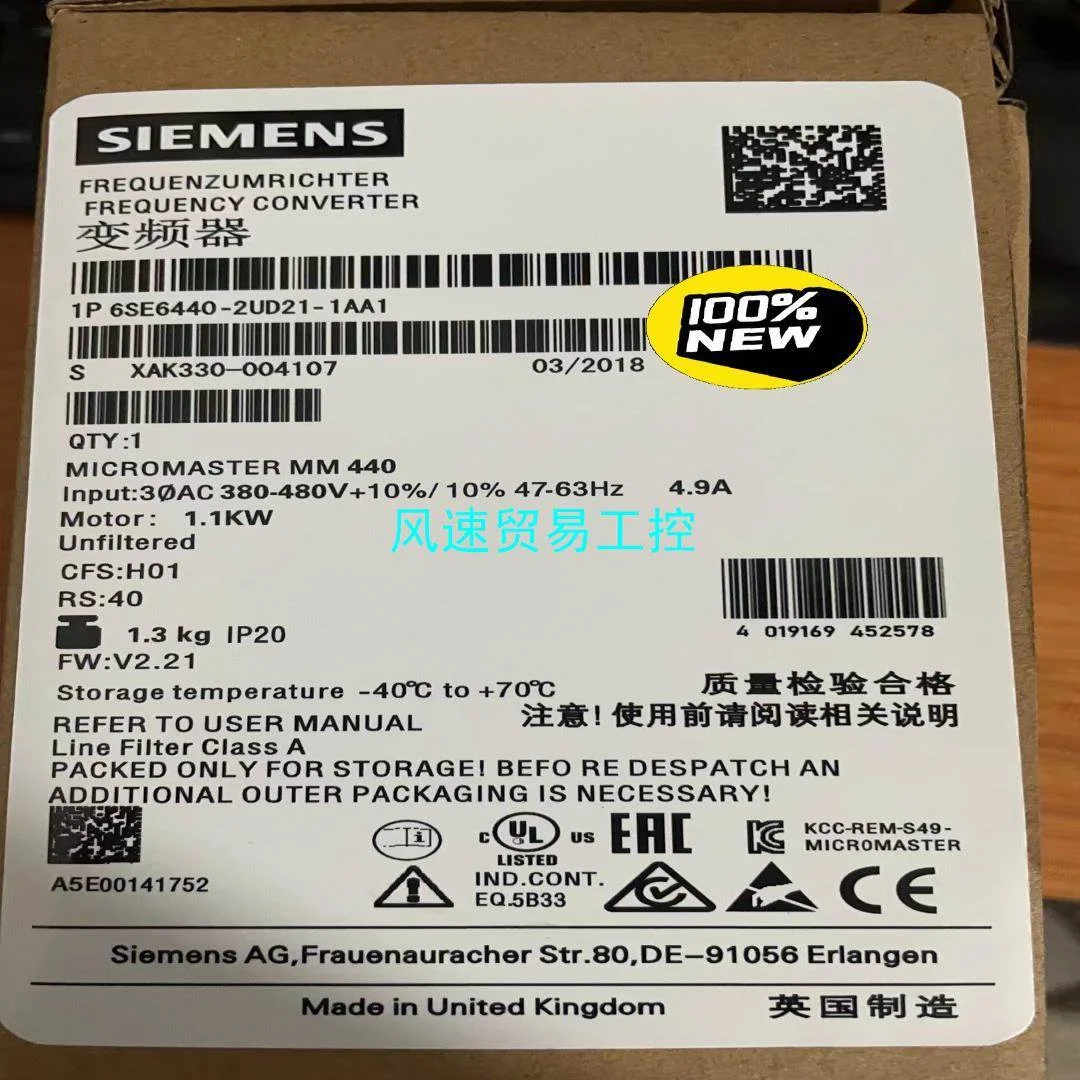 SIEMENS
FREQUENZUMRICHTER
FREQUENCY CONVERTER
变频器
1P 6SE6440-2UD21-1AA1
100%
NEW
S XAK330-004107 03/2018
QTY:1
MICROMASTER MM 440
Input:3ØAC 380-480V+10%/ 10% 47-63Hz 4.9A
Motor: 1.1KW
风速贸易工控
Unfiltered
CFS:H01
RS:40
1.3 kg IP20
4 019169 452578
FW:V2.21
Storage temperature -40℃ to +70℃
质量检验合格
REFER TO USER MANUAL
注意!使用前请阅读相关说明
Line Filter Class A
PACKED ONLY FOR STORAGE! BEFO RE DESPATCH AN
ADDITIONAL OUTER PACKAGING IS NECESSARY!
A5E00141752
i
C UL US
LISTED
IND.CONT.
EQ.5B33
EAC
KCC-REM-S49-
MICR0MASTER
CE
Siemens AG,Frauenauracher Str.80,DE-91056 Erlangen
Made in United Kingdom 英国制造